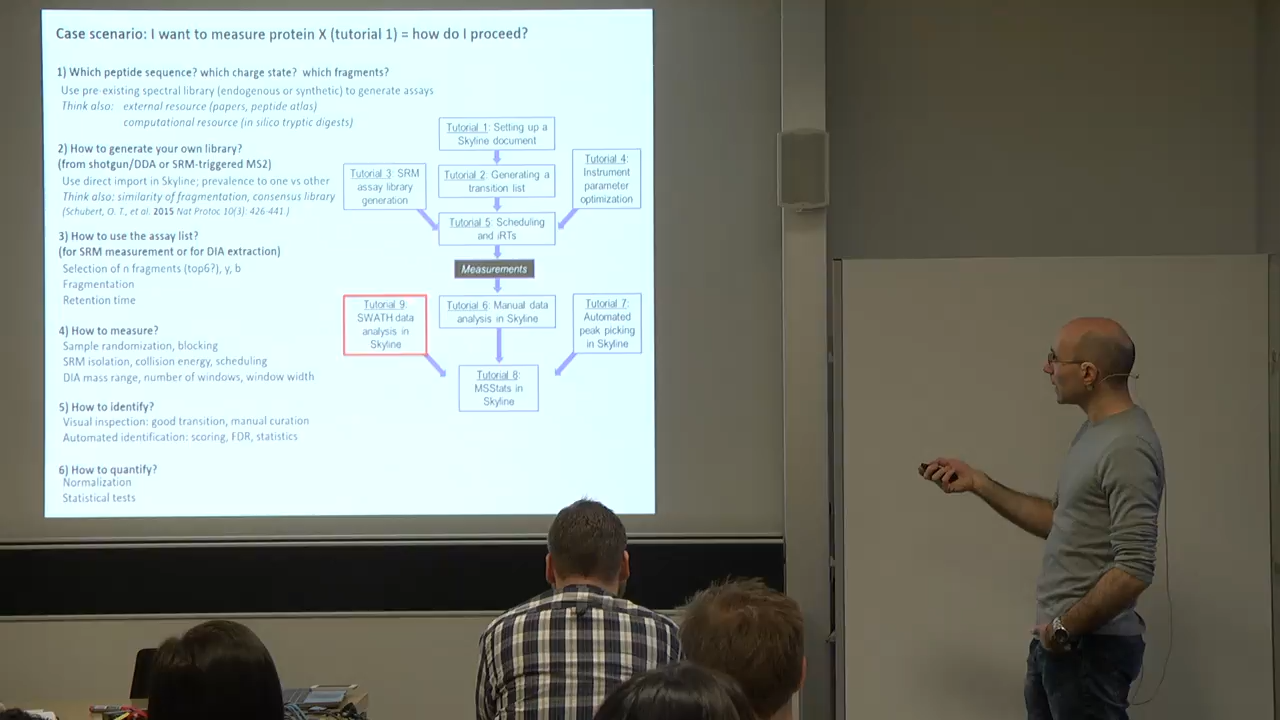 Case scenario: I want to measure protein X (tutorial 1) = how do I proceed?
1) Which peptide sequence? which charge state? which fragments?
Use pre-existing spectral library (endogenous or synthetic) to generate assays
Think also: external resource (papers, peptide atlas)
computational resource (in silico tryptic digests)
2) How to generate your own library?
(from shotgun/DDA or SRM-triggered MS2)
Use direct import in Skyline; prevalence to one vs other
Think also: similarity of fragmentation, consensus library
(Schubert, O. T., et al. 2015 Nat Protoc 10(3): 426-441.)
3) How to use the assay list?
(for SRM measurement or for DIA extraction)
Selection of n fragments (top6?), y, b
Fragmentation
Retention time
4) How to measure?
Sample randomization, blocking
SRM isolation, collision energy, scheduling
DIA mass range, number of windows, window width
5) How to identify?
Visual inspection: good transition, manual curation
Automated identification: scoring, FDR, statistics
6) How to quantify?
Normalization
Statistical tests
Tutorial 1: Setting up a
Skyline document
Tutorial 3: SRM
assay library
generation
Tutorial 2: Generating a
transition list
Tutorial 4:
Instrument
parameter
optimization
Tutorial 5: Scheduling
and iRTs
Measurements
Tutorial 9:
SWATH data
analysis in
Skyline
Tutorial 6: Manual data
analysis in Skyline
Tutorial 7:
Automated
peak picking
in Skyline
Tutorial 8:
MSStats in
Skyline